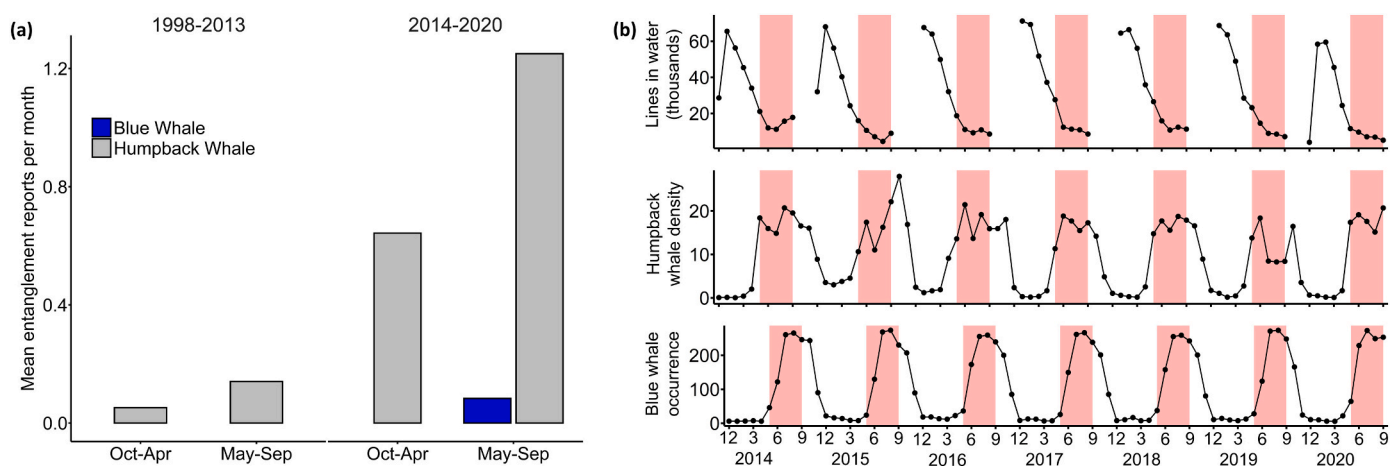 (a)
1998-2013
2014-2020
Mean entanglement reports per month
1.2
0.8
0.4
0.0
Blue Whale
Humpback Whale
Oct-Apr
May-Sep
Oct-Apr
May-Sep
(b)
Lines in water
(thousands)
60
40
20
Humpback
whale density
20
10
0
Blue whale
occurrence
200
100
0
12 3 6 9 12 3 6 9 12 3 6 9 12 3 6 9 12 3 6 9 12 3 6 9 12 3 6 9
2014 2015 2016 2017 2018 2019 2020